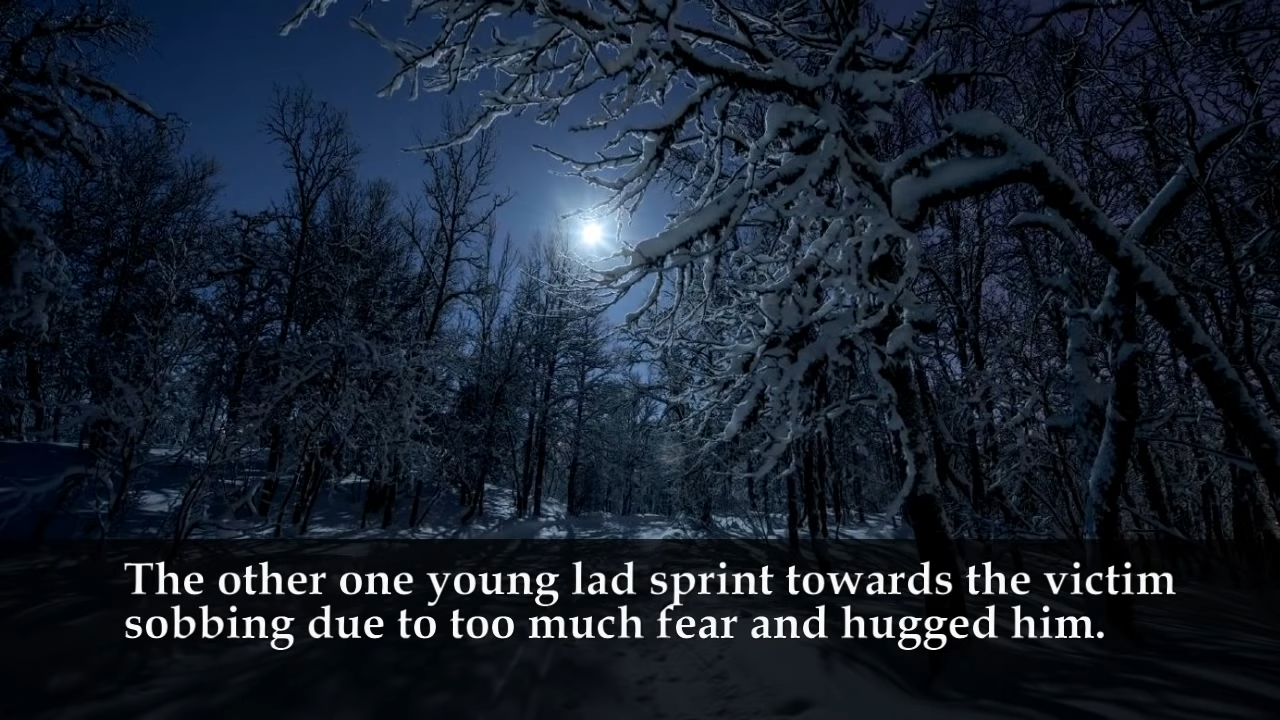 The other one young lad sprint towards the victim
sobbing due to too much fear and hugged him.